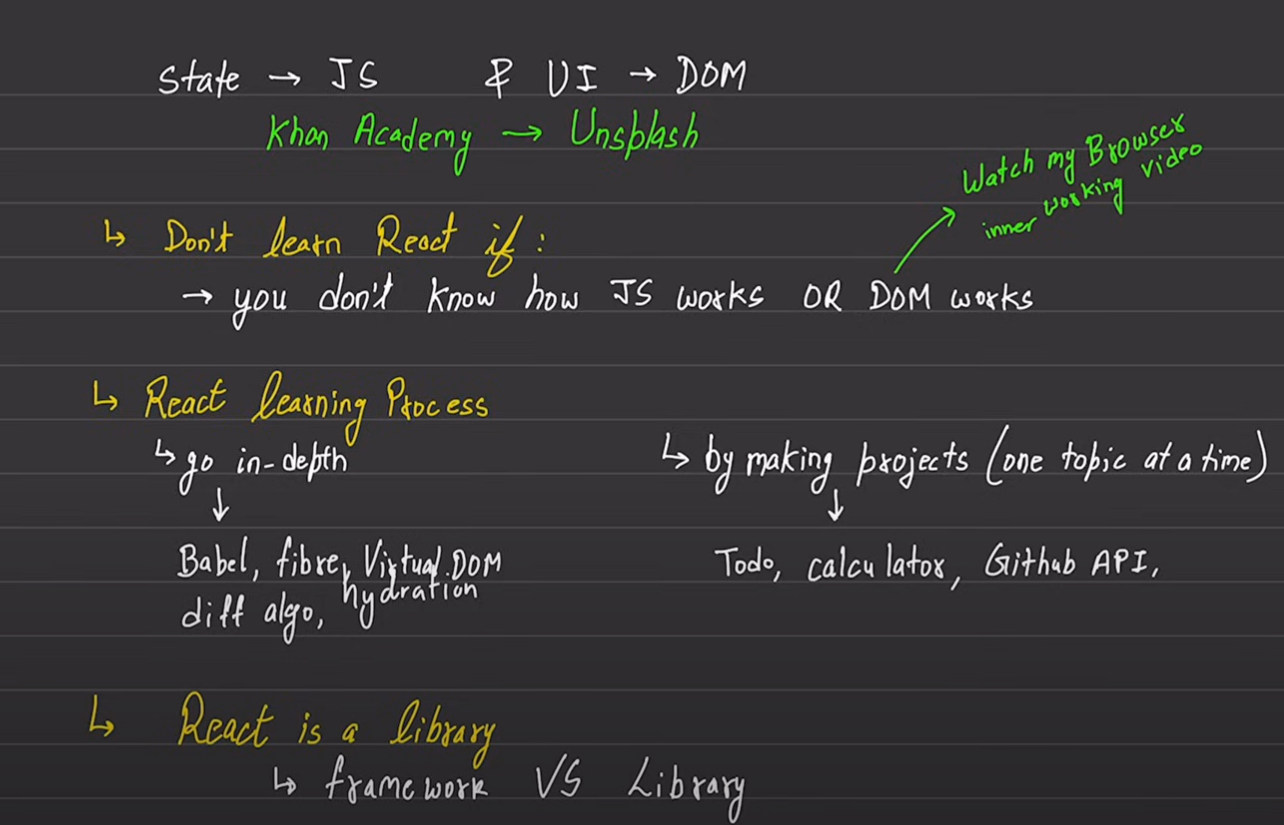 State → JS & UI → DOM
Khan Academy → Unsplash
Watch my Browser
inner working video
↳ Don't learn React if :
→ you don't know how JS works OR DOM works
↳ React learning Process
↳ go in-depth
↓
Babel, fibre, Virtual DOM
diff algo, hydration
↳ by making projects (one topic at a time)
↓
Todo, calculator, Github API,
↳ React is a library
↳ framework VS Library